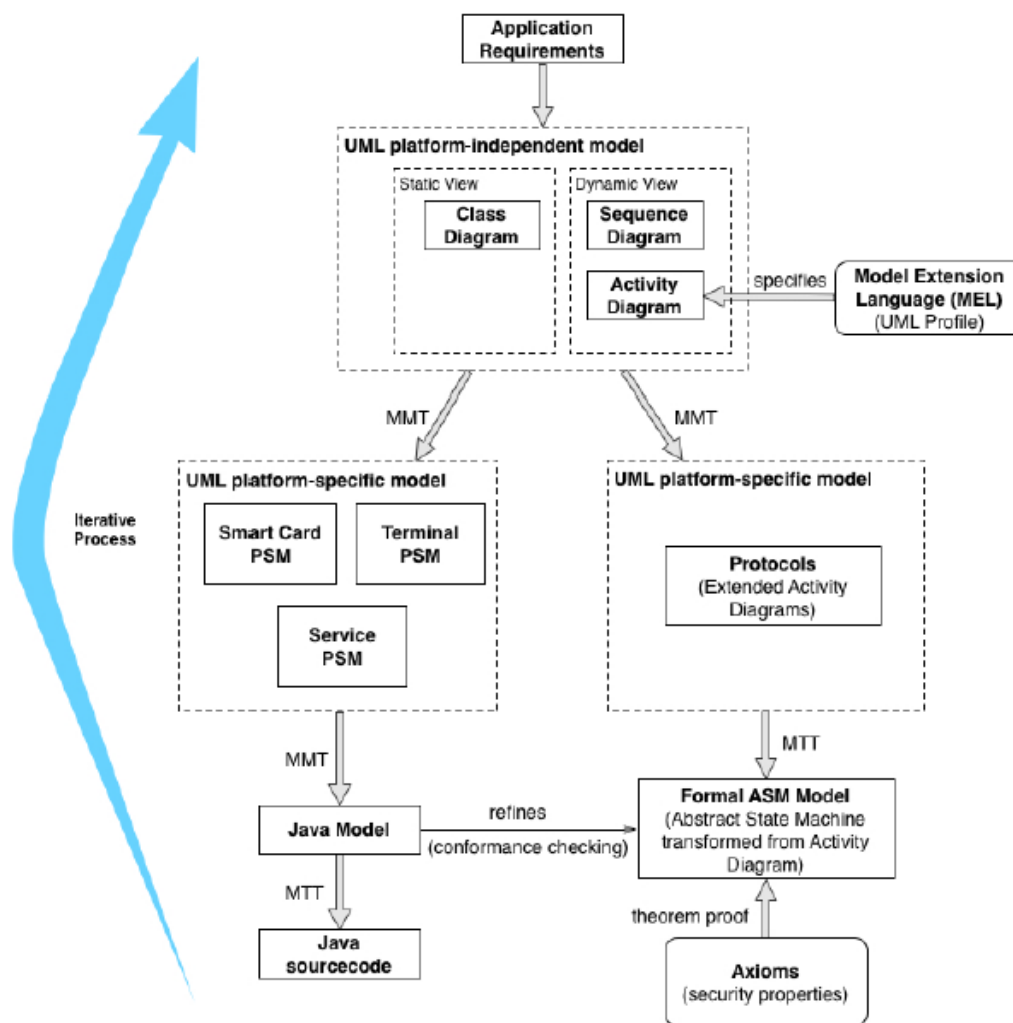 Application
Requirements
UML platform-independent model
Static View
Dynamic View
Class
Diagram
Sequence
Diagram
Activity
Diagram
specifies
Model Extension
Language (MEL)
(UML Profile)
MMT
MMT
UML platform-specific model
UML platform-specific model
Iterative
Process
Smart Card
PSM
Terminal
PSM
Service
PSM
Protocols
(Extended Activity
Diagrams)
MMT
MTT
Java Model
refines
(conformance checking)
Formal ASM Model
(Abstract State Machine
transformed from Activity
Diagram)
MTT
theorem proof
Java
sourcecode
Axioms
(security properties)